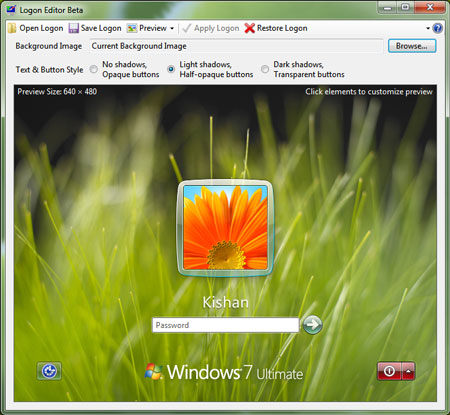 Logon Editor Beta
Open Logon Save Logon Preview Apply Logon Restore Logon
Background Image Current Background Image Browse...
Text & Button Style No shadows, Opaque buttons Light shadows, Half-opaque buttons Dark shadows, Transparent buttons
Preview Size: 640 × 480 Click elements to customize preview
Kishan
Password
Windows 7 Ultimate